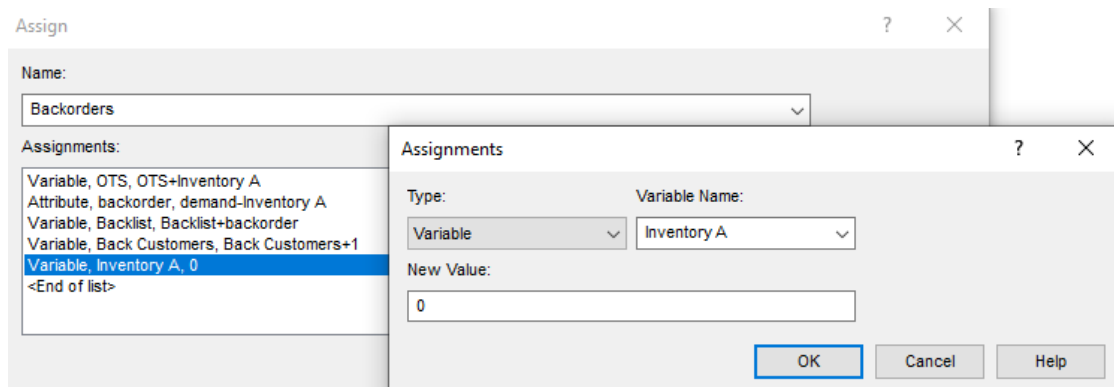 Assign
?
Name:
Backorders
Assignments:
Variable, OTS, OTS+Inventory A
Attribute, backorder, demand-Inventory A
Variable, Backlist, Backlist+backorder
Variable, Back Customers, Back Customers+1
Variable, Inventory A, 0
<End of list>
Assignments
?
Type:
Variable Name:
Variable
Inventory A
New Value:
0
OK
Cancel
Help